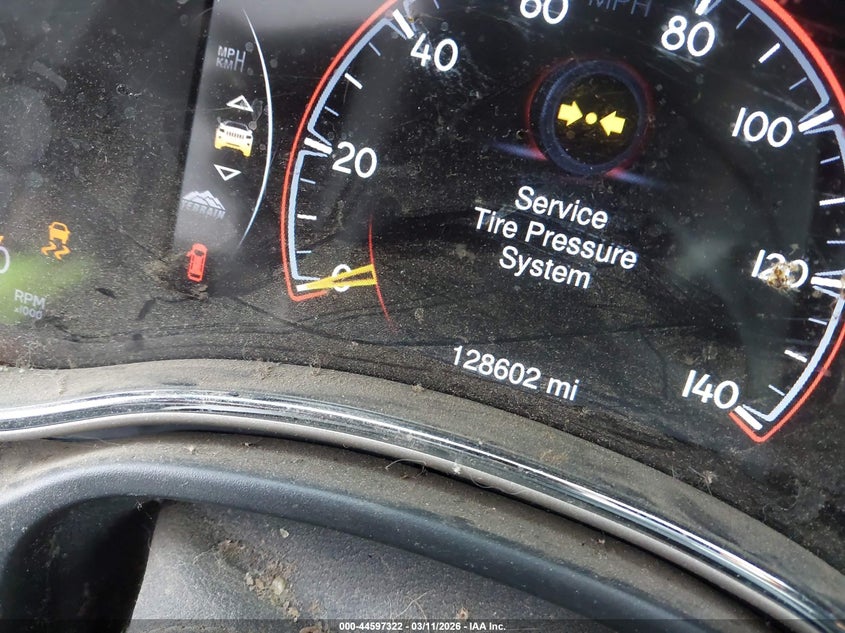 MPH
KM/H
TERRAIN
RPM
x1000
0
20
40
60
MPH
80
100
120
140
Service
Tire Pressure
System
128602 mi
000-44597322 - 03/11/2026 - IAA Inc.